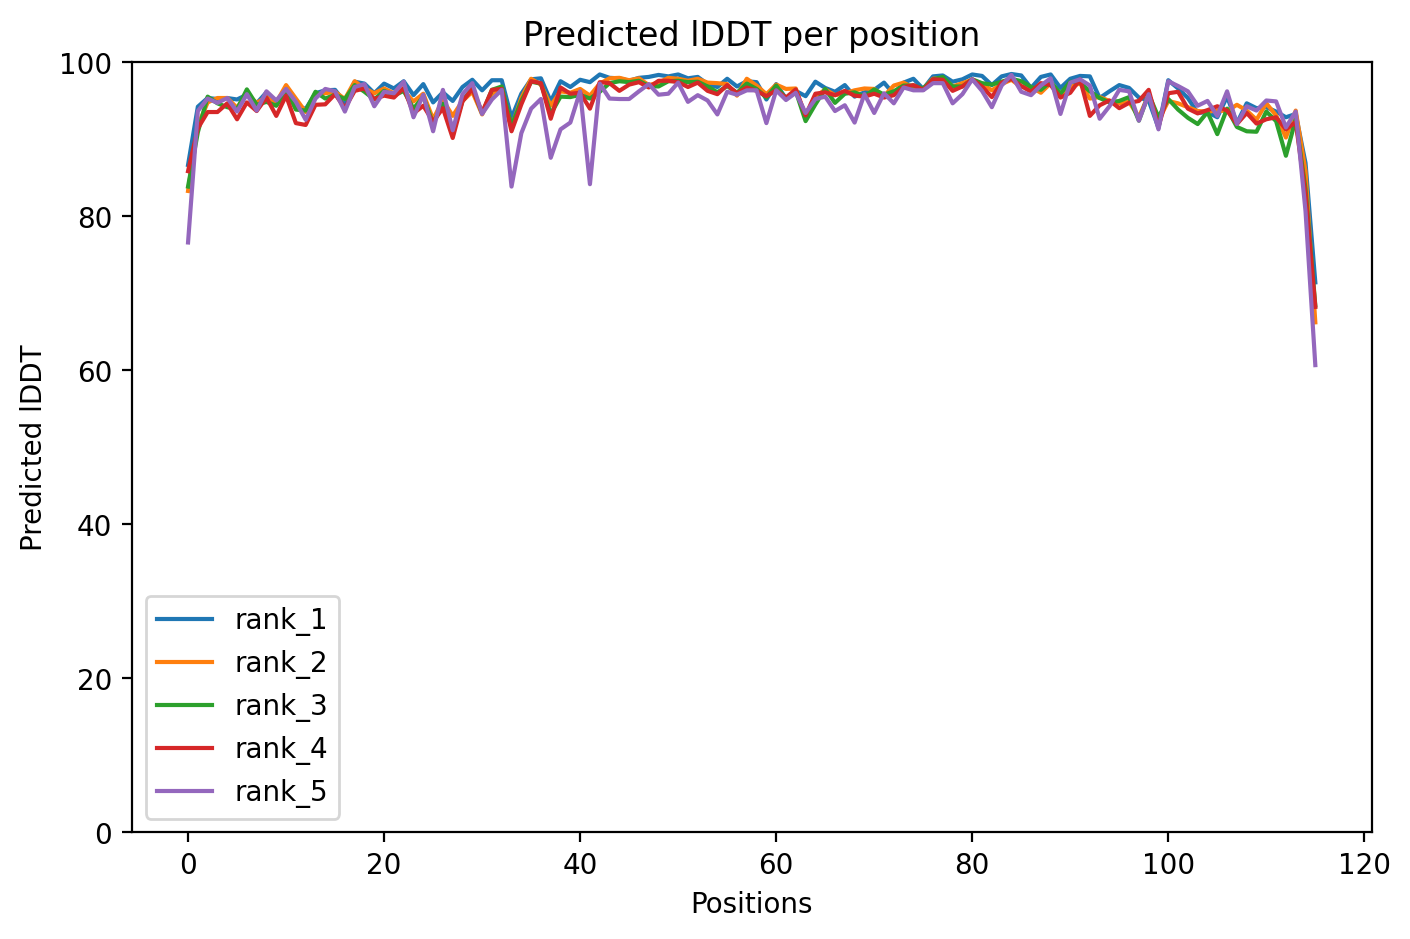 Predicted lDDT per position
Predicted lDDT
100
80
60
40
20
0
rank_1
rank_2
rank_3
rank_4
rank_5
0 20 40 60 80 100 120
Positions